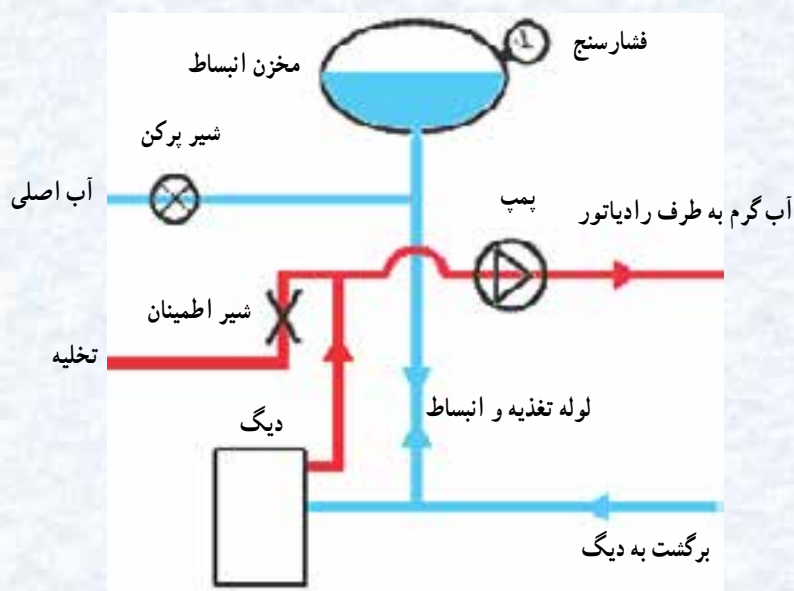 فشارسنج
مخزن انبساط
شیر پرکن
آب اصلی
پمپ
آب گرم به طرف رادیاتور
شیر اطمینان
تخلیه
لوله تغذیه و انبساط
دیگ
برگشت به دیگ